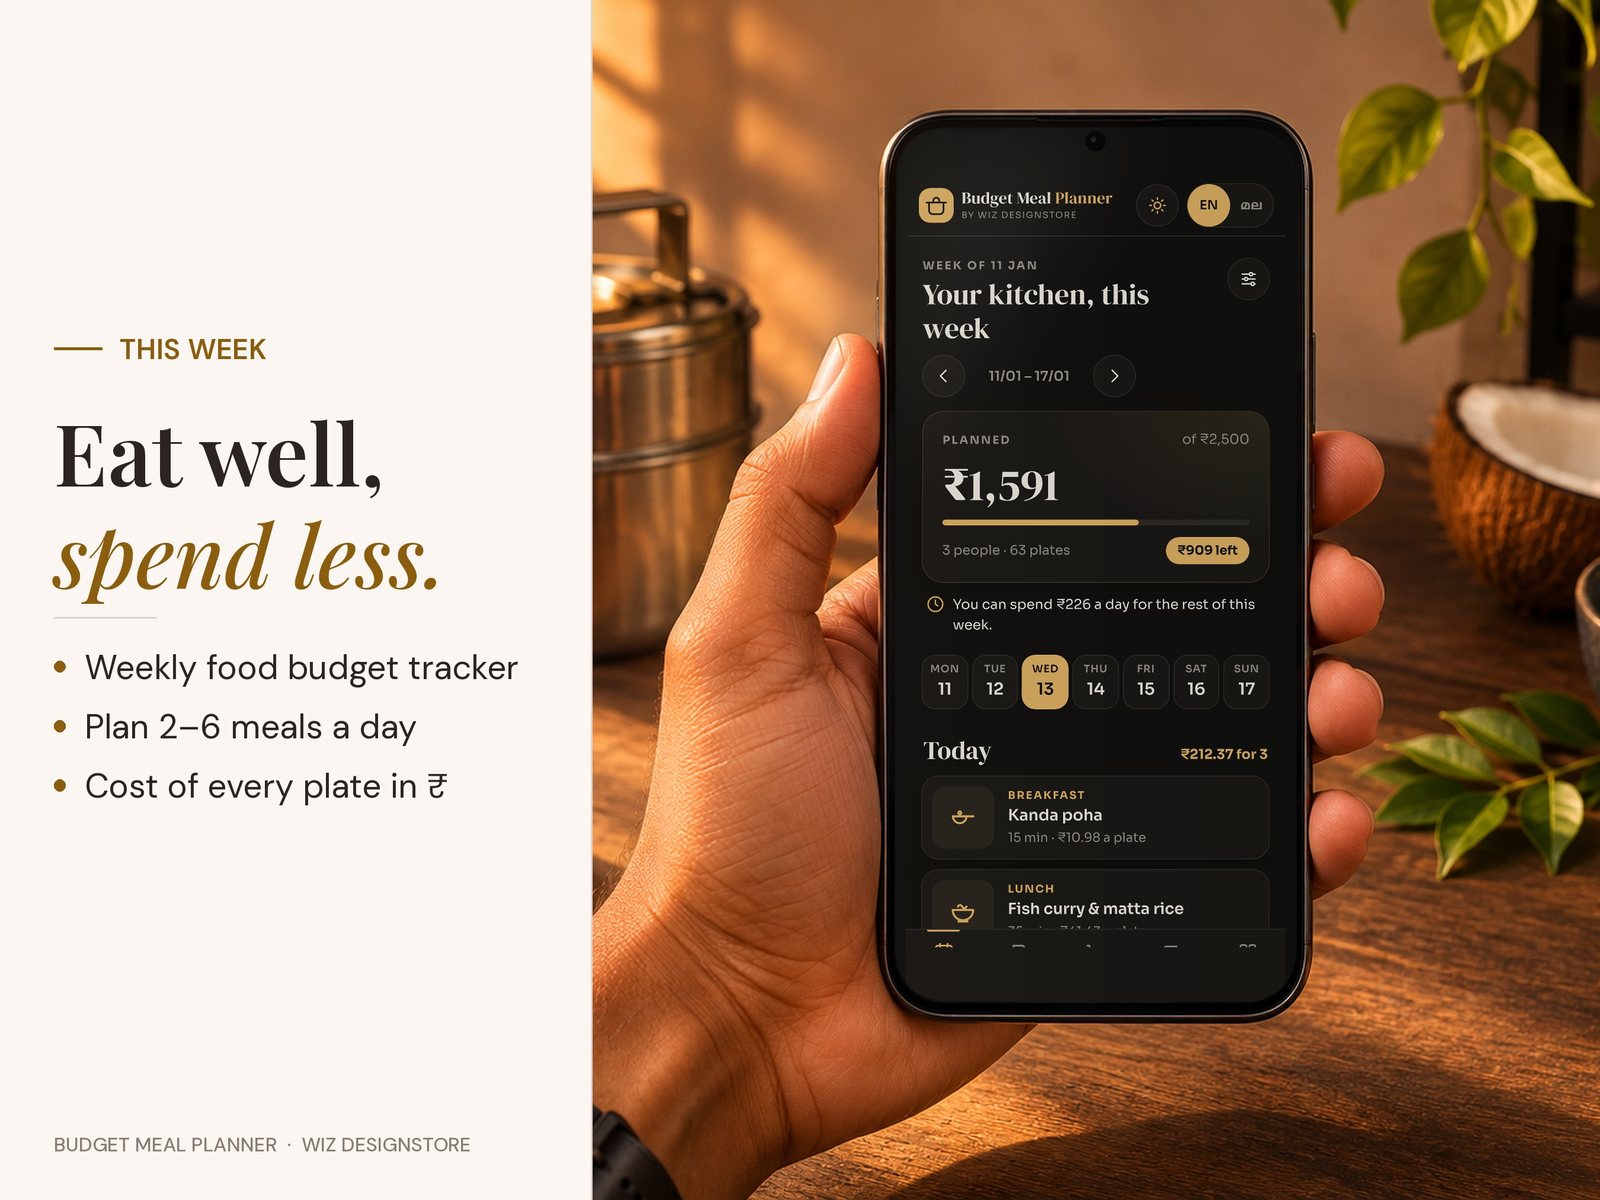 THIS WEEK
Eat well,
spend less.
• Weekly food budget tracker
• Plan 2–6 meals a day
• Cost of every plate in ₹
BUDGET MEAL PLANNER · WIZ DESIGNSTORE
Budget Meal Planner
BY WIZ DESIGNSTORE
EN മല
WEEK OF 11 JAN
Your kitchen, this
week
11/01 – 17/01
PLANNED of ₹2,500
₹1,591
3 people · 63 plates ₹909 left
You can spend ₹226 a day for the rest of this
week.
MON TUE WED THU FRI SAT SUN
11 12 13 14 15 16 17
Today ₹212.37 for 3
BREAKFAST
Kanda poha
15 min · ₹10.98 a plate
LUNCH
Fish curry & matta rice